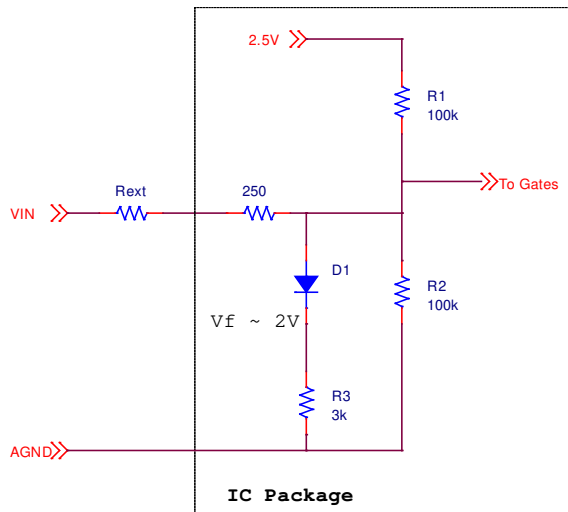 2.5V
R1
100k
To Gates
Rext
250
VIN
D1
R2
100k
Vf ~ 2V
R3
3k
AGND
IC Package